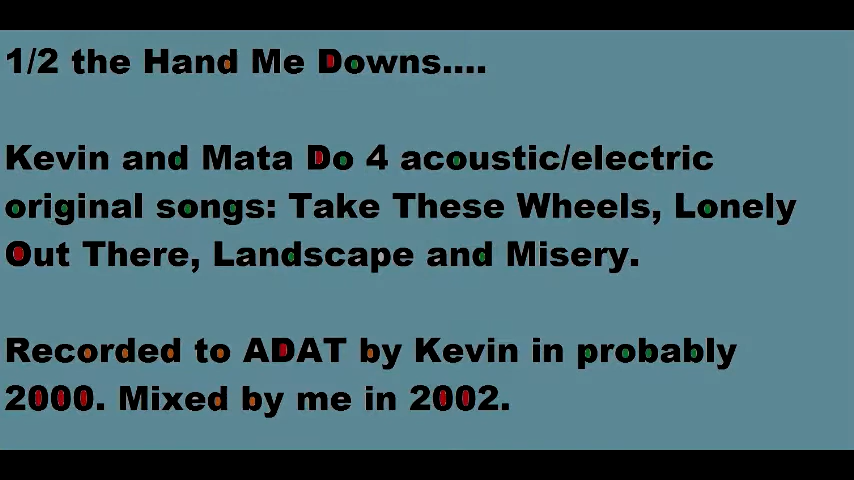 1/2 the Hand Me Downs....
Kevin and Mata Do 4 acoustic/electric
original songs: Take These Wheels, Lonely
Out There, Landscape and Misery.
Recorded to ADAT by Kevin in probably
2000. Mixed by me in 2002.